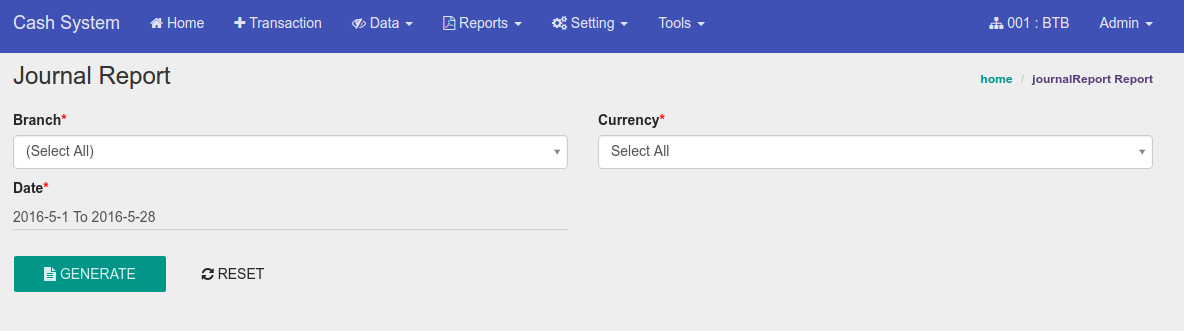 Cash System Home Transaction Data Reports Setting Tools 001 : BTB Admin
Journal Report home / journalReport Report
Branch* Currency*
(Select All) Select All
Date*
2016-5-1 To 2016-5-28
GENERATE RESET